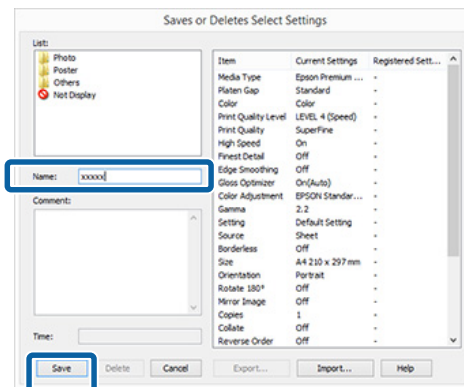 Saves or Deletes Select Settings
List:
Photo
Poster
Others
Not Display
Name: xxxxx
Comment:
Time:
Item Current Settings Registered Sett...
Media Type Epson Premium ... -
Platen Gap Standard -
Color Color -
Print Quality Level LEVEL 4 (Speed) -
Print Quality SuperFine -
High Speed On -
Finest Detail Off -
Edge Smoothing Off -
Gloss Optimizer On(Auto) -
Color Adjustment EPSON Standar... -
Gamma 2.2 -
Setting Default Setting -
Source Sheet -
Borderless Off -
Size A4 210 x 297 mm -
Orientation Portrait -
Rotate 180° Off -
Mirror Image Off -
Copies 1 -
Collate Off -
Reverse Order Off -
Save Delete Cancel Export... Import... Help